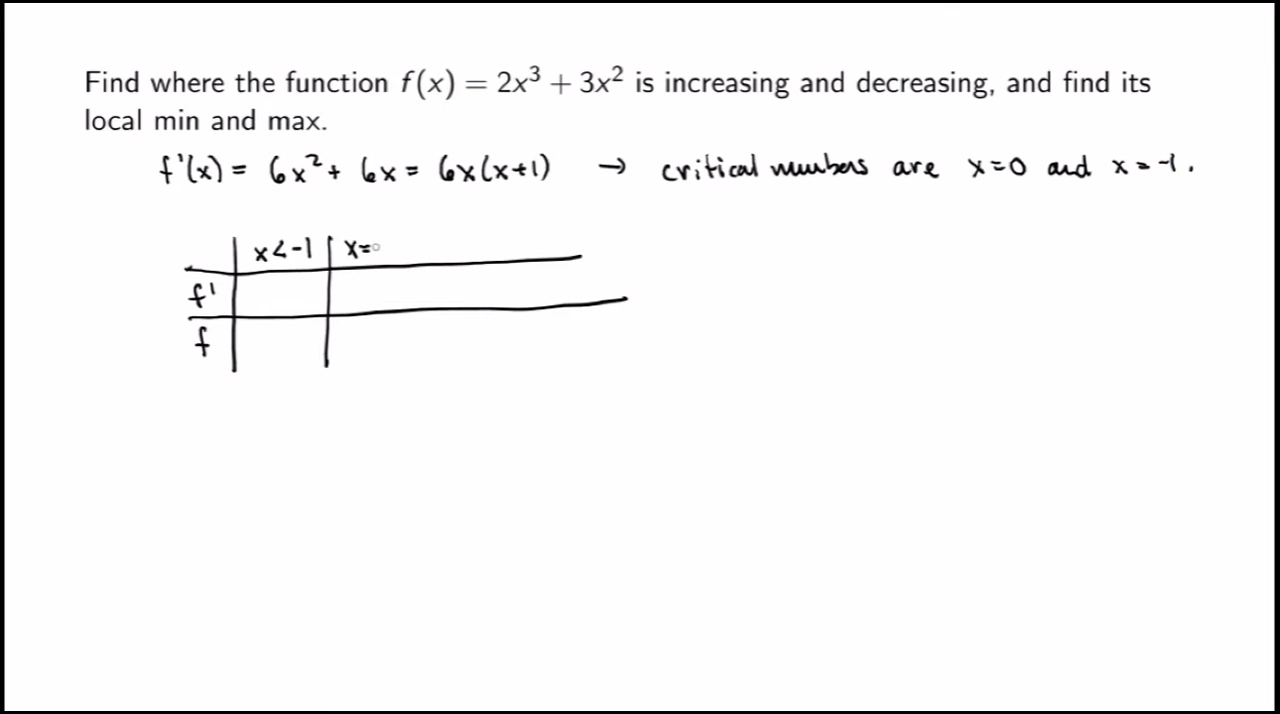 Find where the function f(x) = 2x³ + 3x² is increasing and decreasing, and find its
local min and max.
f'(x) = 6x² + 6x = 6x(x+1) → critical numbers are x=0 and x=-1.
x<-1 x=
f'
f